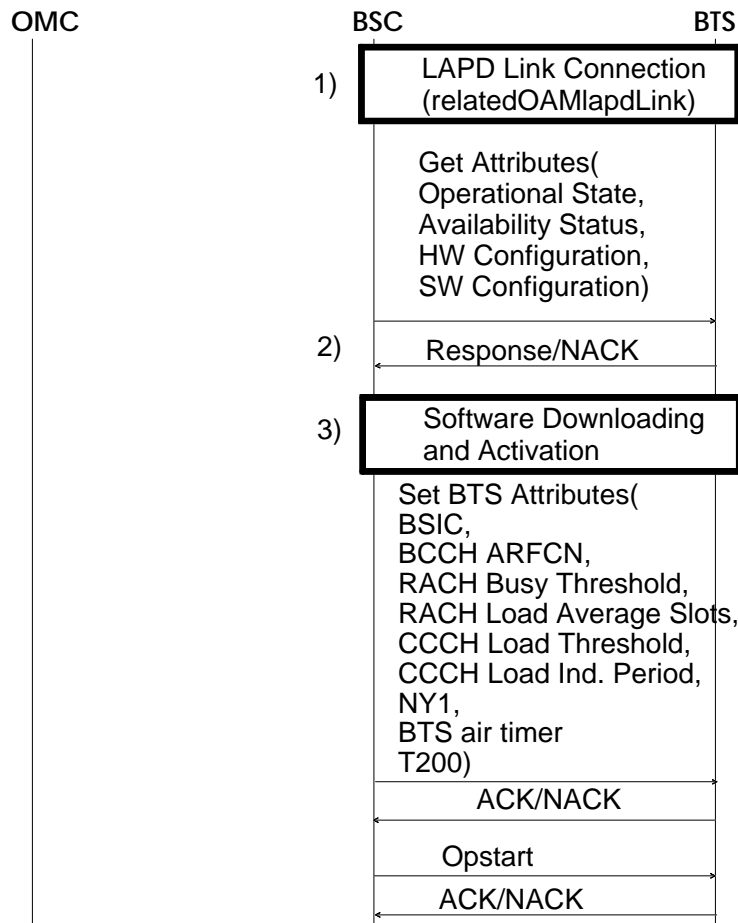 OMC BSC BTS
1)
LAPD Link Connection
(relatedOAMlapdLink)
Get Attributes(
Operational State,
Availability Status,
HW Configuration,
SW Configuration)
2)
Response/NACK
3)
Software Downloading
and Activation
Set BTS Attributes(
BSIC,
BCCH ARFCN,
RACH Busy Threshold,
RACH Load Average Slots,
CCCH Load Threshold,
CCCH Load Ind. Period,
NY1,
BTS air timer
T200)
ACK/NACK
Opstart
ACK/NACK